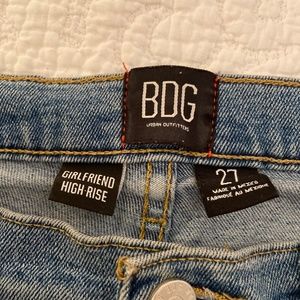 BDG
URBAN OUTFITTERS
GIRLFRIEND
HIGH-RISE
27
MADE IN MEXICO
FABRIQUÉ AU MEXIQUE